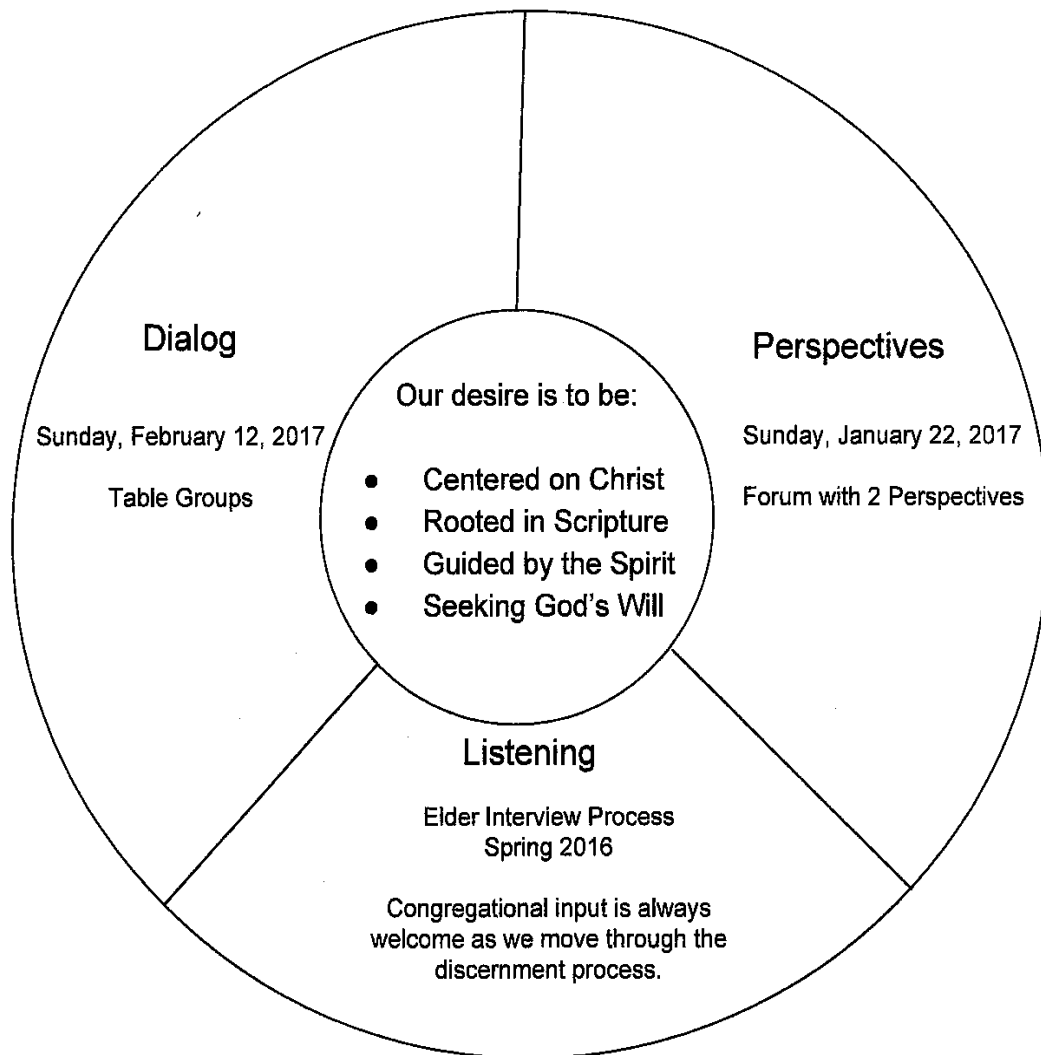 Dialog
Sunday, February 12, 2017
Table Groups
Our desire is to be:
• Centered on Christ
• Rooted in Scripture
• Guided by the Spirit
• Seeking God's Will
Perspectives
Sunday, January 22, 2017
Forum with 2 Perspectives
Listening
Elder Interview Process
Spring 2016
Congregational input is always
welcome as we move through the
discernment process.